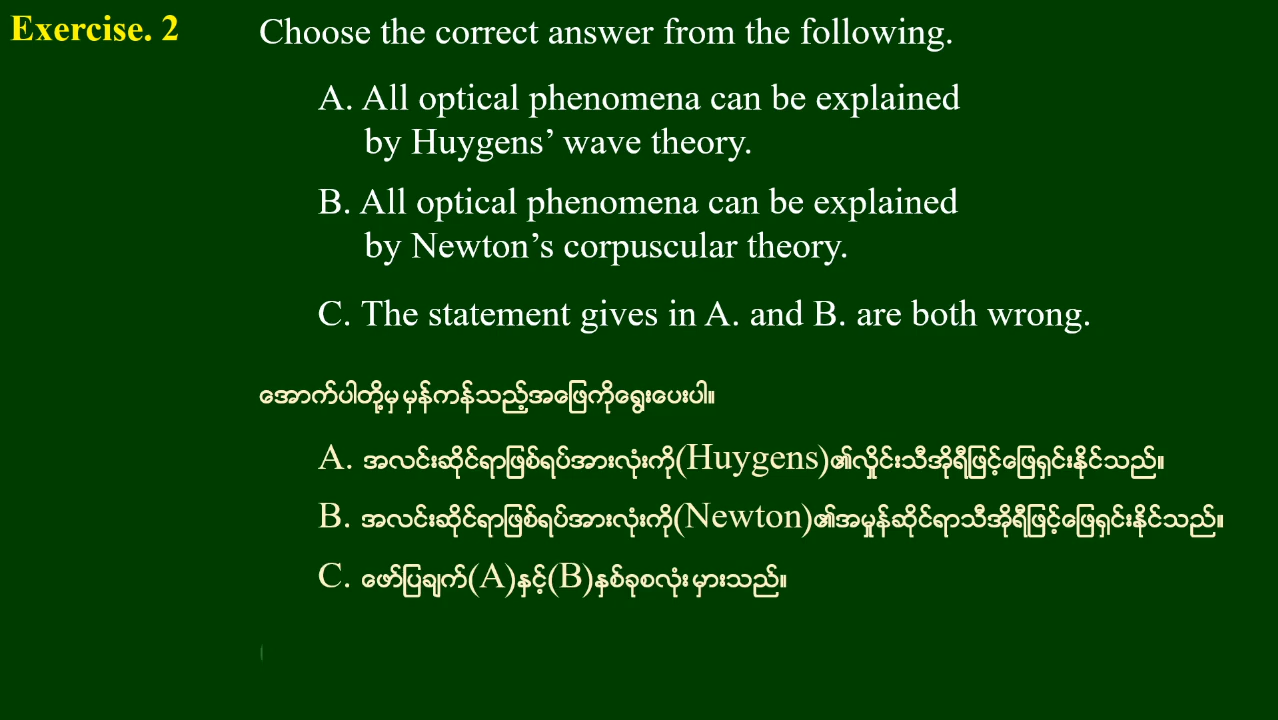 Exercise. 2
Choose the correct answer from the following.
A. All optical phenomena can be explained
by Huygens’ wave theory.
B. All optical phenomena can be explained
by Newton’s corpuscular theory.
C. The statement gives in A. and B. are both wrong.
အောက်ပါတို့မှ မှန်ကန်သည့်အဖြေကိုရွေးပေးပါ။
A. အလင်းဆိုင်ရာဖြစ်ရပ်အားလုံးကို(Huygens)၏လှိုင်းသီအိုရီဖြင့်ဖြေရှင်းနိုင်သည်။
B. အလင်းဆိုင်ရာဖြစ်ရပ်အားလုံးကို(Newton)၏အမှုန်ဆိုင်ရာသီအိုရီဖြင့်ဖြေရှင်းနိုင်သည်။
C. ဖော်ပြချက်(A)နှင့်(B)နှစ်ခုစလုံး မှားသည်။